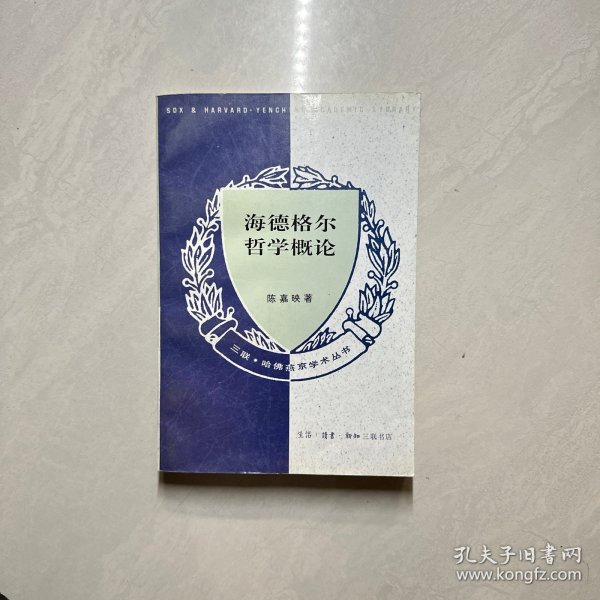 SDX & HARVARD-YENCHING ACADEMIC LIBRARY
海德格尔
哲学概论
陈嘉映著
三联·哈佛燕京学术丛书
生活·讀書·新知三联书店
孔夫子旧书网
www.kongfz.com